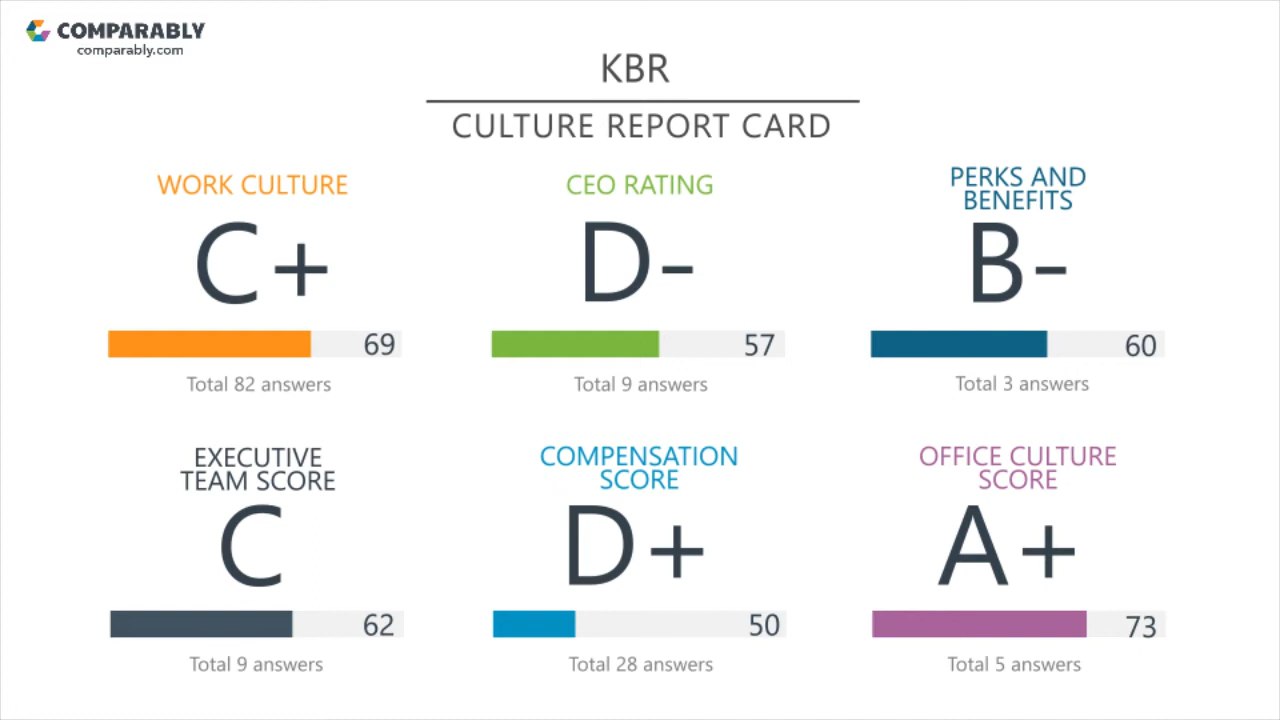 COMPARABLY
comparably.com
KBR
CULTURE REPORT CARD
WORK CULTURE
C+
69
Total 82 answers
CEO RATING
D-
57
Total 9 answers
PERKS AND
BENEFITS
B-
60
Total 3 answers
EXECUTIVE
TEAM SCORE
C
62
Total 9 answers
COMPENSATION
SCORE
D+
50
Total 28 answers
OFFICE CULTURE
SCORE
A+
73
Total 5 answers